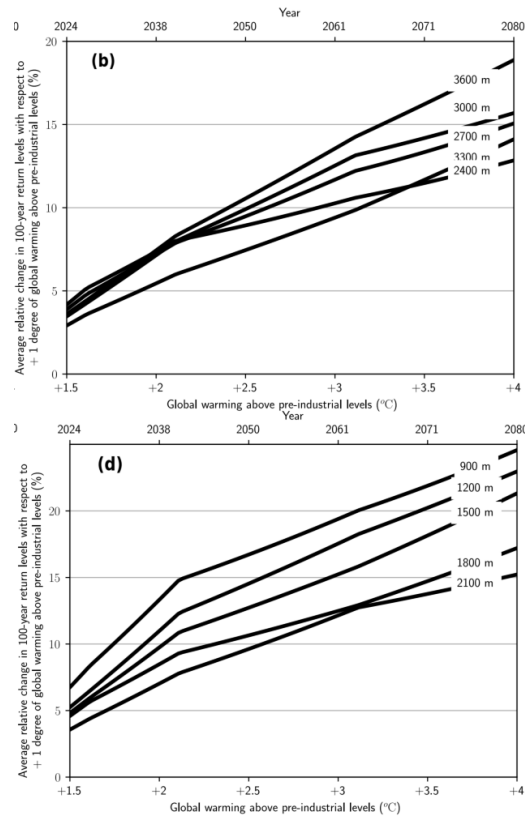 Year
0 2024 2038 2050 2061 2071 2080
(b)
Average relative change in 100-year return levels with respect to
+ 1 degree of global warming above pre-industrial levels (%)
20
15
10
5
0
3600 m
3000 m
2700 m
3300 m
2400 m
+1.5 +2 +2.5 +3 +3.5 +4
Global warming above pre-industrial levels (°C)
Year
0 2024 2038 2050 2061 2071 2080
(d)
Average relative change in 100-year return levels with respect to
+ 1 degree of global warming above pre-industrial levels (%)
20
15
10
5
0
900 m
1200 m
1500 m
1800 m
2100 m
+1.5 +2 +2.5 +3 +3.5 +4
Global warming above pre-industrial levels (°C)